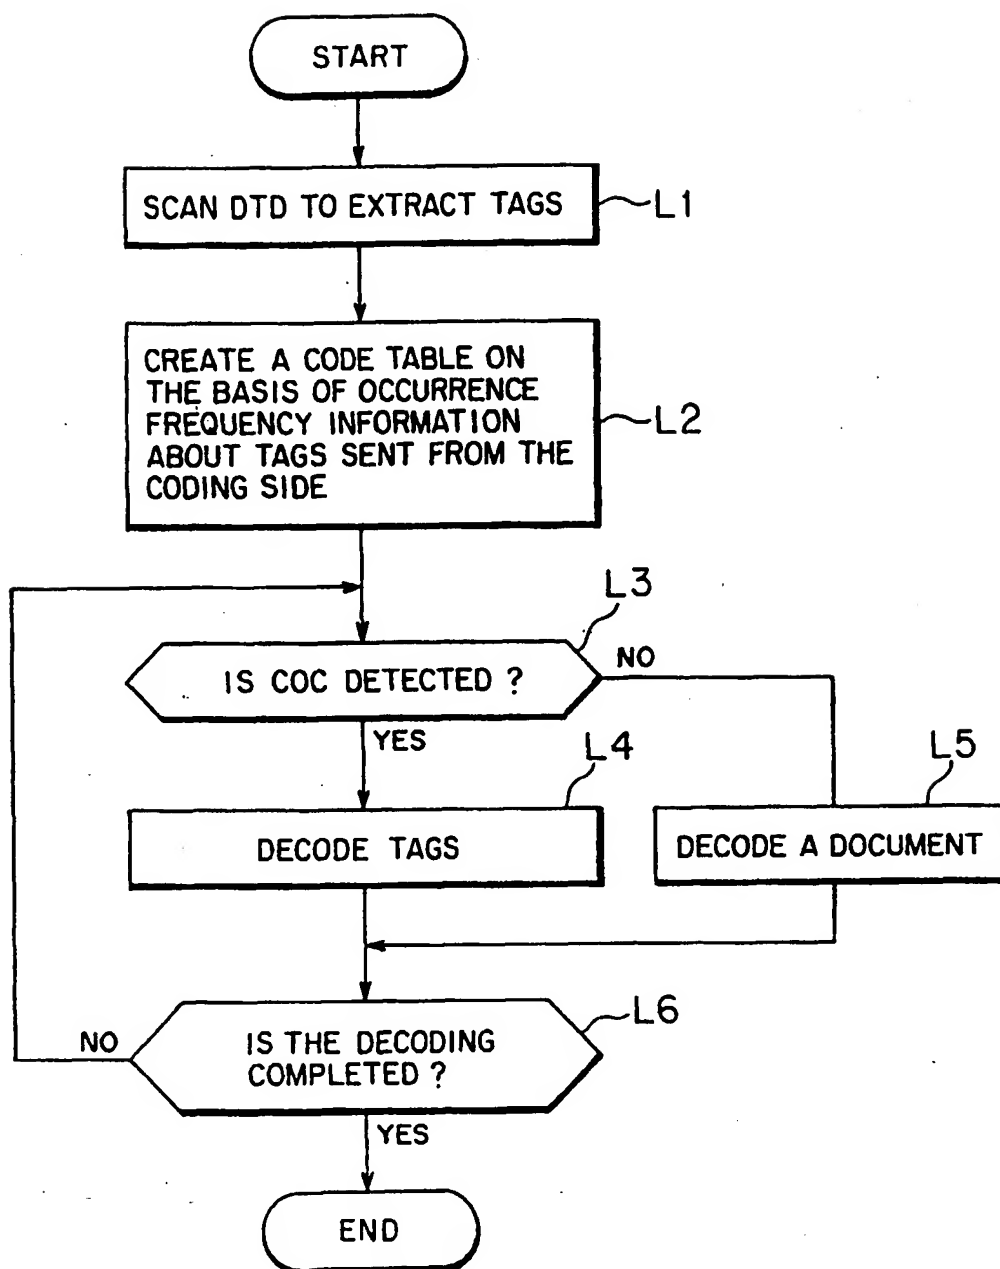 START
SCAN DTD TO EXTRACT TAGS
L1
CREATE A CODE TABLE ON
THE BASIS OF OCCURRENCE
FREQUENCY INFORMATION
ABOUT TAGS SENT FROM THE
CODING SIDE
L2
L3
IS COC DETECTED ?
NO
YES
L4
L5
DECODE TAGS
DECODE A DOCUMENT
L6
NO
IS THE DECODING
COMPLETED ?
YES
END